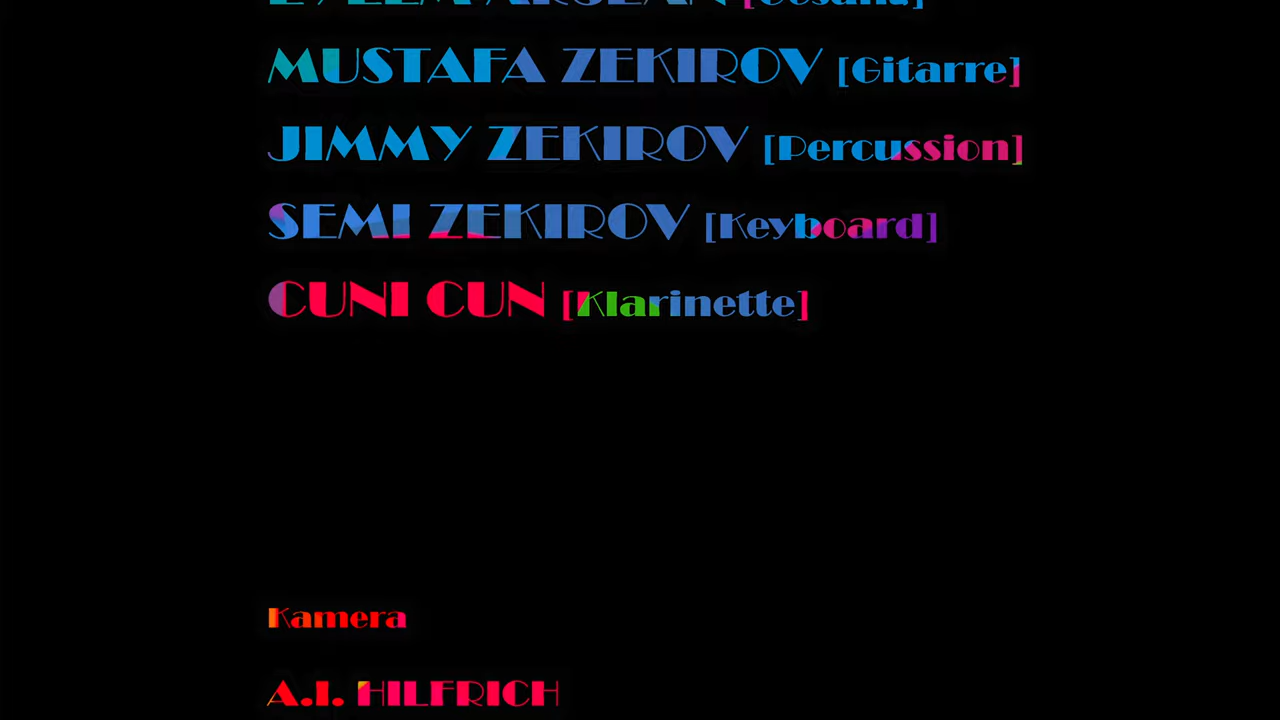 MUSTAFA ZEKIROV [Gitarre]
JIMMY ZEKIROV [Percussion]
SEMI ZEKIROV [Keyboard]
CUNI CUN [Klarinette]
Kamera
A.I. HILFRICH